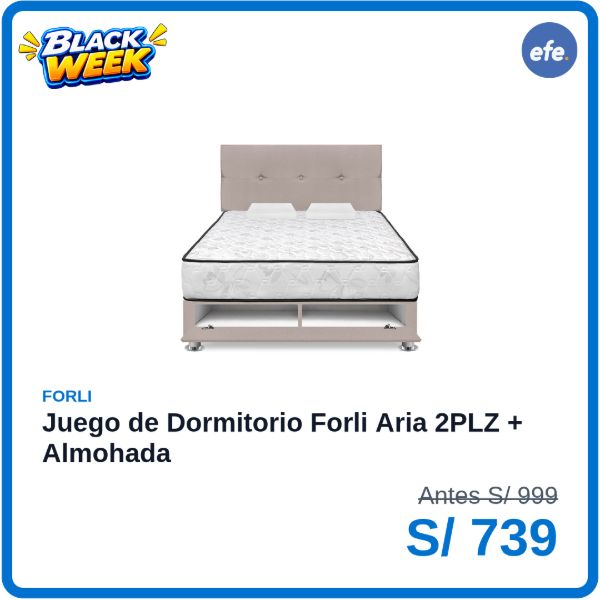 BLACK
WEEK
efe.
FORLI
Juego de Dormitorio Forli Aria 2PLZ +
Almohada
Antes S/ 999
S/ 739